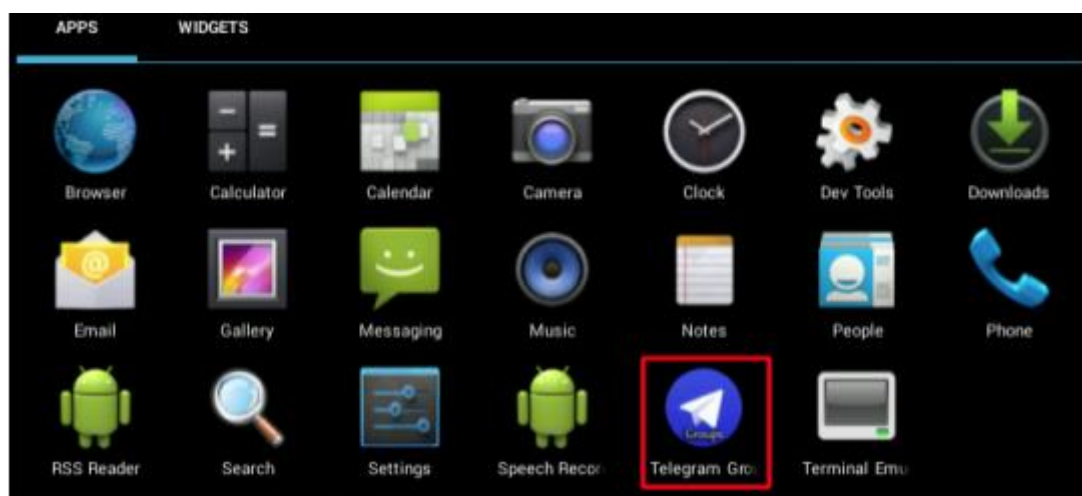 APPS WIDGETS
Browser Calculator Calendar Camera Clock Dev Tools Downloads
Email Gallery Messaging Music Notes People Phone
Groups
RSS Reader Search Settings Speech Recor Telegram Gro Terminal Emu